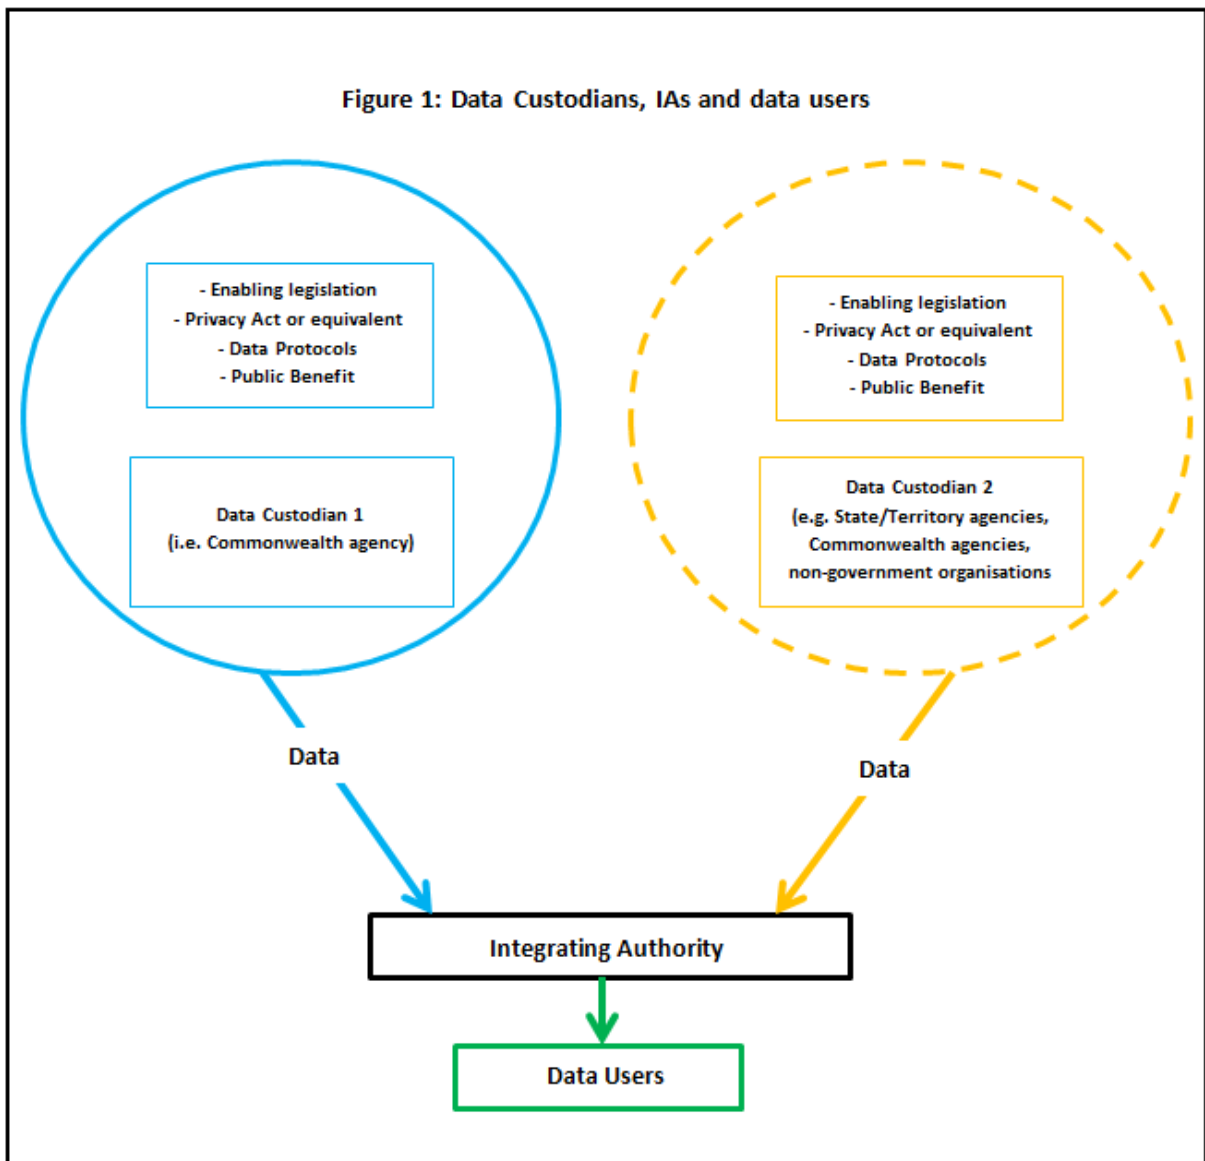 Figure 1: Data Custodians, IAs and data users
- Enabling legislation
- Privacy Act or equivalent
- Data Protocols
- Public Benefit
Data Custodian 1
(i.e. Commonwealth agency)
- Enabling legislation
- Privacy Act or equivalent
- Data Protocols
- Public Benefit
Data Custodian 2
(e.g. State/Territory agencies,
Commonwealth agencies,
non-government organisations
Data
Data
Integrating Authority
Data Users